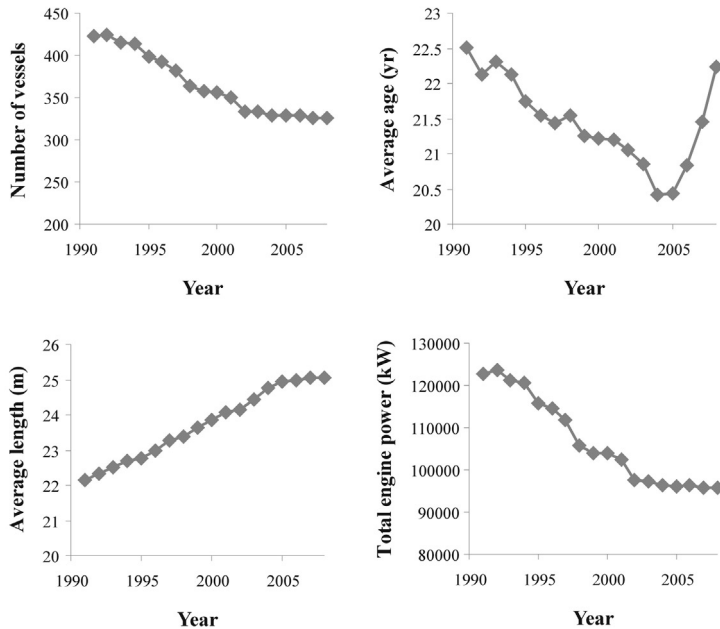 Number of vessels
450
400
350
300
250
200
1990 1995 2000 2005
Year
Average age (yr)
23
22.5
22
21.5
21
20.5
20
1990 1995 2000 2005
Year
Average length (m)
26
25
24
23
22
21
20
1990 1995 2000 2005
Year
Total engine power (kW)
130000
120000
110000
100000
90000
80000
1990 1995 2000 2005
Year